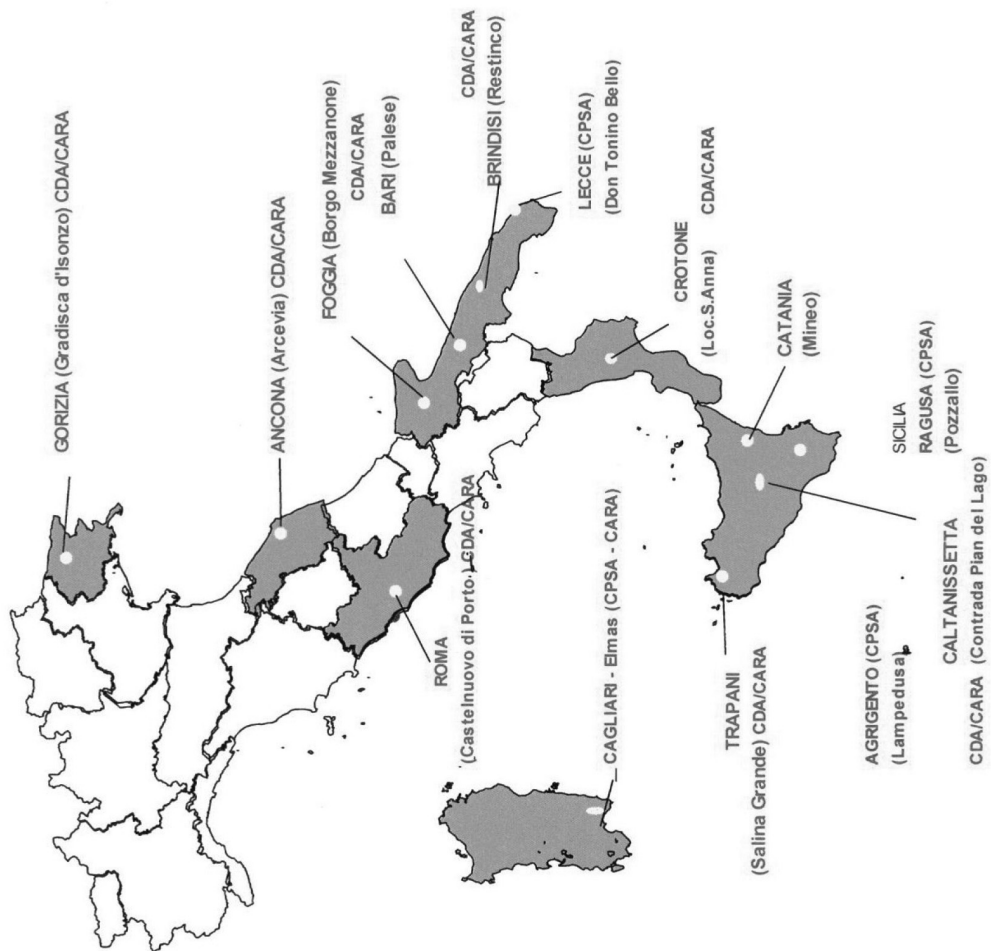 GORIZIA (Gradisca d'Isonzo) CDA/CARA
ANCONA (Arcevia) CDA/CARA
FOGGIA (Borgo Mezzanone)
CDA/CARA
BARI (Palese)
CDA/CARA
BRINDISI (Restinco)
LECCE (CPSA)
(Don Tonino Bello)
ROMA
(Castelnuovo di Porto ) CDA/CARA
CROTONE
(Loc.S.Anna) CDA/CARA
CAGLIARI - Elmas (CPSA - CARA)
CATANIA
(Mineo)
TRAPANI
(Salina Grande) CDA/CARA
SICILIA
RAGUSA (CPSA)
(Pozzallo)
AGRIGENTO (CPSA)
(Lampedusa)
CALTANISSETTA
CDA/CARA (Contrada Pian del Lago)